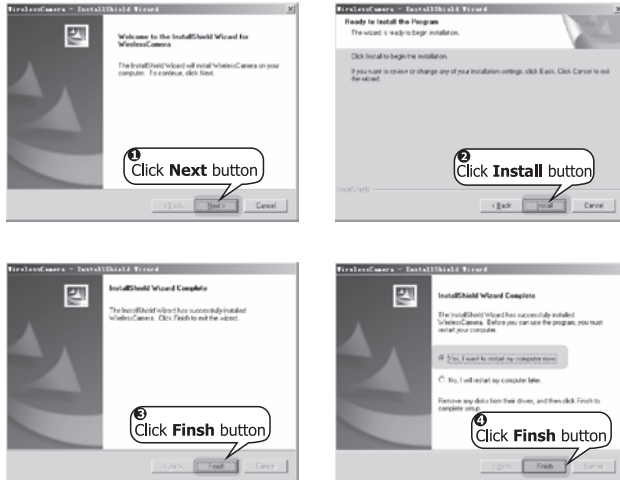 WirelessCamera - InstallShield Wizard
Welcome to the InstallShield Wizard for
WirelessCamera
The InstallShield Wizard will install WirelessCamera on your
computer. To continue, click Next.
❶
Click Next button
< Back
Next >
Cancel
WirelessCamera - InstallShield Wizard
Ready to Install the Program
The wizard is ready to begin installation.
Click Install to begin the installation.
If you want to review or change any of your installation settings, click Back. Click Cancel to exit
the wizard.
❷
Click Install button
InstallShield
< Back
Install
Cancel
WirelessCamera - InstallShield Wizard
InstallShield Wizard Complete
The InstallShield Wizard has successfully installed
WirelessCamera. Click Finish to exit the wizard.
❸
Click Finsh button
< Back
Finish
Cancel
WirelessCamera - InstallShield Wizard
InstallShield Wizard Complete
The InstallShield Wizard has successfully installed
WirelessCamera. Before you can use the program, you must
restart your computer.
Yes, I want to restart my computer now.
No, I will restart my computer later.
Remove any disks from their drives, and then click Finish to
complete setup.
❹
Click Finsh button
< Back
Finish
Cancel